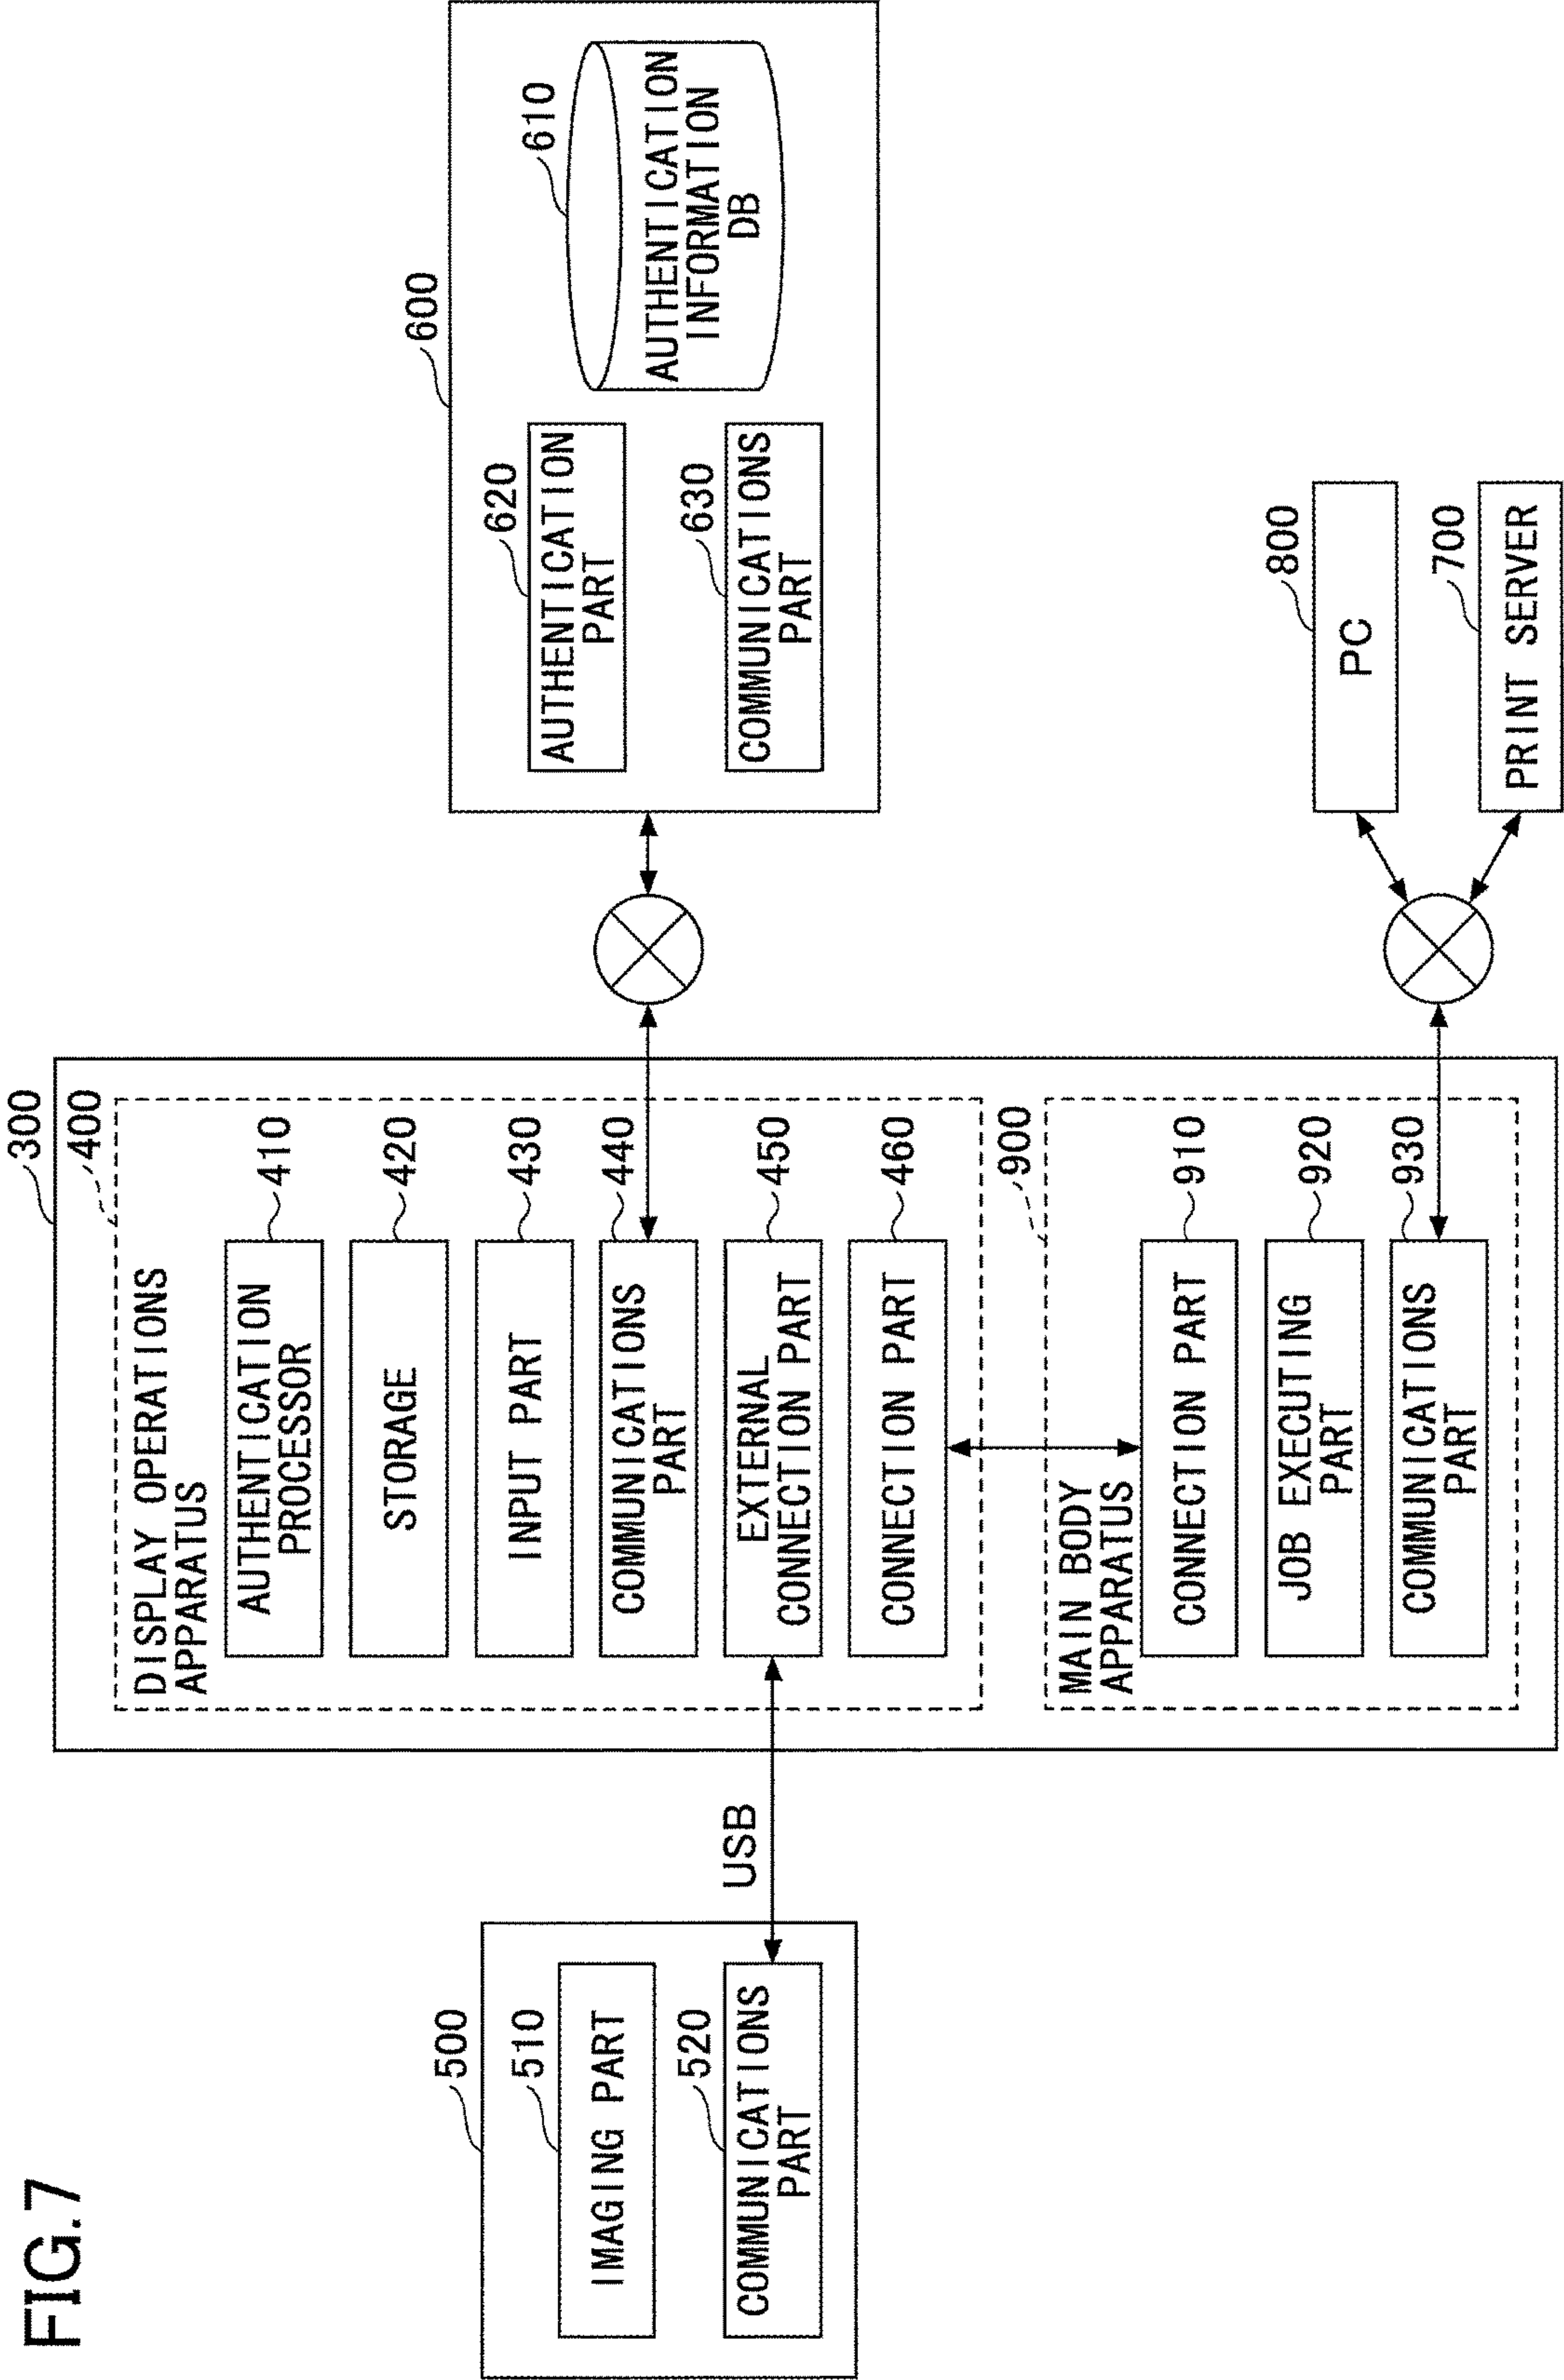 FIG.7
500
510
IMAGING PART
520
COMMUNICATIONS
PART
USB
300
400
DISPLAY OPERATIONS
APPARATUS
410
AUTHENTICATION
PROCESSOR
420
STORAGE
430
INPUT PART
440
COMMUNICATIONS
PART
450
EXTERNAL
CONNECTION PART
460
CONNECTION PART
900
MAIN BODY
APPARATUS
910
CONNECTION PART
920
JOB EXECUTING
PART
930
COMMUNICATIONS
PART
600
620
AUTHENTICATION
PART
630
COMMUNICATIONS
PART
610
AUTHENTICATION
INFORMATION
DB
800
PC
700
PRINT SERVER